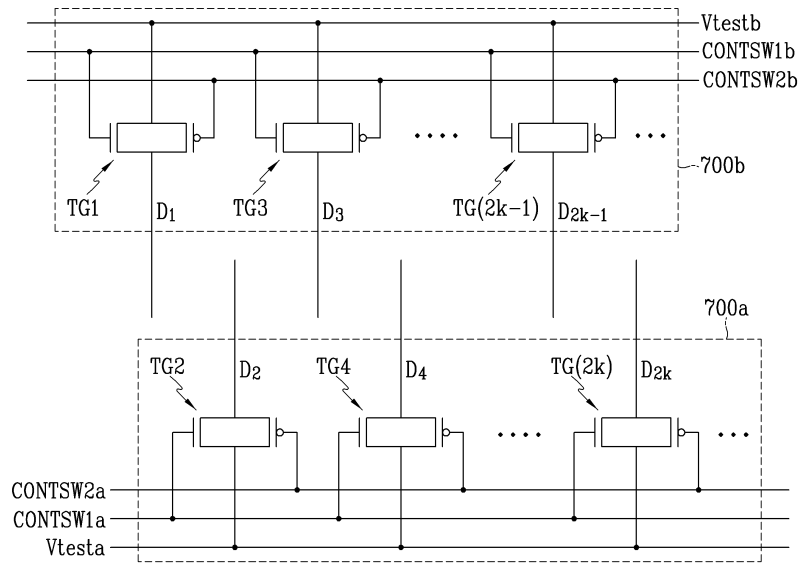 Vtestb
CONTSW1b
CONTSW2b
700b
TG1
D1
TG3
D3
TG(2k-1)
D2k-1
700a
TG2
D2
TG4
D4
TG(2k)
D2k
CONTSW2a
CONTSW1a
Vtesta